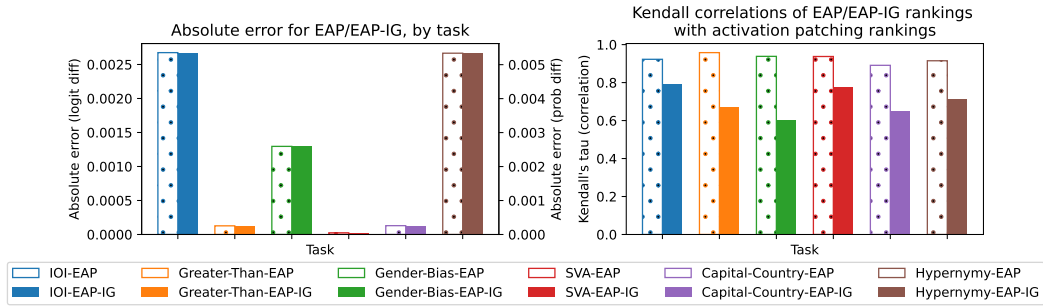 Absolute error for EAP/EAP-IG, by task
Absolute error (logit diff)
0.0025
0.0020
0.0015
0.0010
0.0005
0.0000
0.005
0.004
0.003
0.002
0.001
0.000
Absolute error (prob diff)
Task
Kendall correlations of EAP/EAP-IG rankings
with activation patching rankings
Kendall's tau (correlation)
1.0
0.8
0.6
0.4
0.2
0.0
Task
IOI-EAP
IOI-EAP-IG
Greater-Than-EAP
Greater-Than-EAP-IG
Gender-Bias-EAP
Gender-Bias-EAP-IG
SVA-EAP
SVA-EAP-IG
Capital-Country-EAP
Capital-Country-EAP-IG
Hypernymy-EAP
Hypernymy-EAP-IG